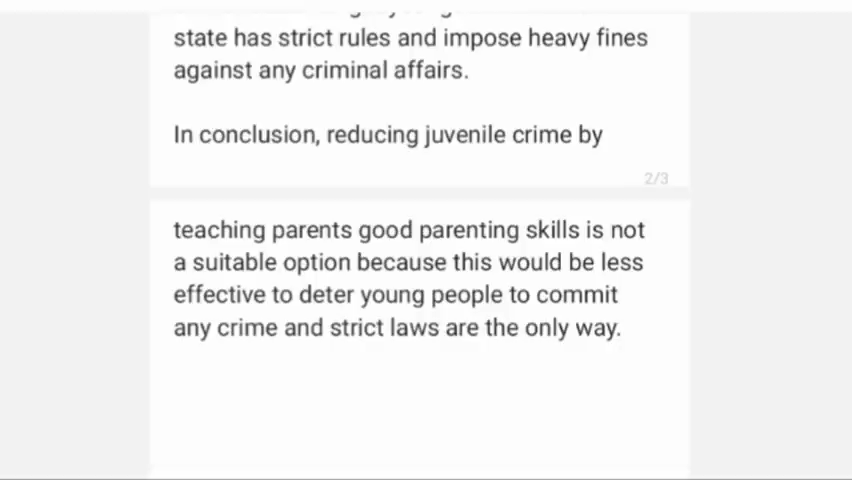 state has strict rules and impose heavy fines
against any criminal affairs.
In conclusion, reducing juvenile crime by
2/3
teaching parents good parenting skills is not
a suitable option because this would be less
effective to deter young people to commit
any crime and strict laws are the only way.